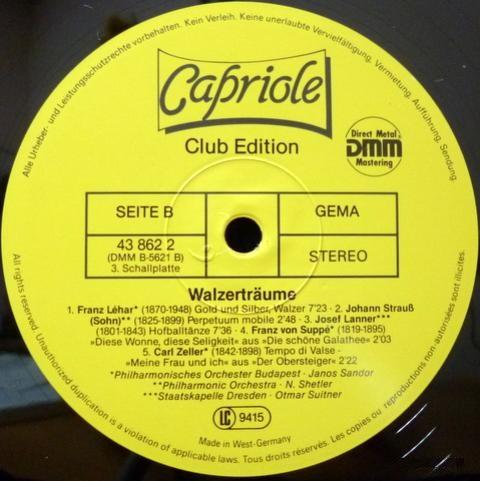 Alle Urheber- und Leistungsschutzrechte vorbehalten. Kein Verleih. Keine unerlaubte Vervielfältigung, Vermietung, Aufführung, Sendung.
Capriole
Club Edition
Direct Metal
DMM
Mastering
SEITE B
GEMA
43 862 2
(DMM B-5621 B)
3. Schallplatte
STEREO
Walzerträume
1. Franz Léhar* (1870-1948) Gold und Silber, Walzer 7'23 · 2. Johann Strauß
(Sohn)** (1825-1899) Perpetuum mobile 2'48 · 3. Josef Lanner***
(1801-1843) Hofballtänze 7'36 · 4. Franz von Suppé* (1819-1895)
»Diese Wonne, diese Seligkeit« aus »Die schöne Galathee« 2'03
5. Carl Zeller* (1842-1898) Tempo di Valse -
»Meine Frau und ich« aus »Der Obersteiger« 2'22
*Philharmonisches Orchester Budapest · Janos Sandor
**Philharmonic Orchestra · N. Shetler
***Staatskapelle Dresden · Otmar Suitner
LC 9415
Made in West-Germany
All rights reserved. Unauthorized duplication is a violation of applicable laws. Tous droits réservés. Les copies ou reproductions non-autorisés sont illicites.